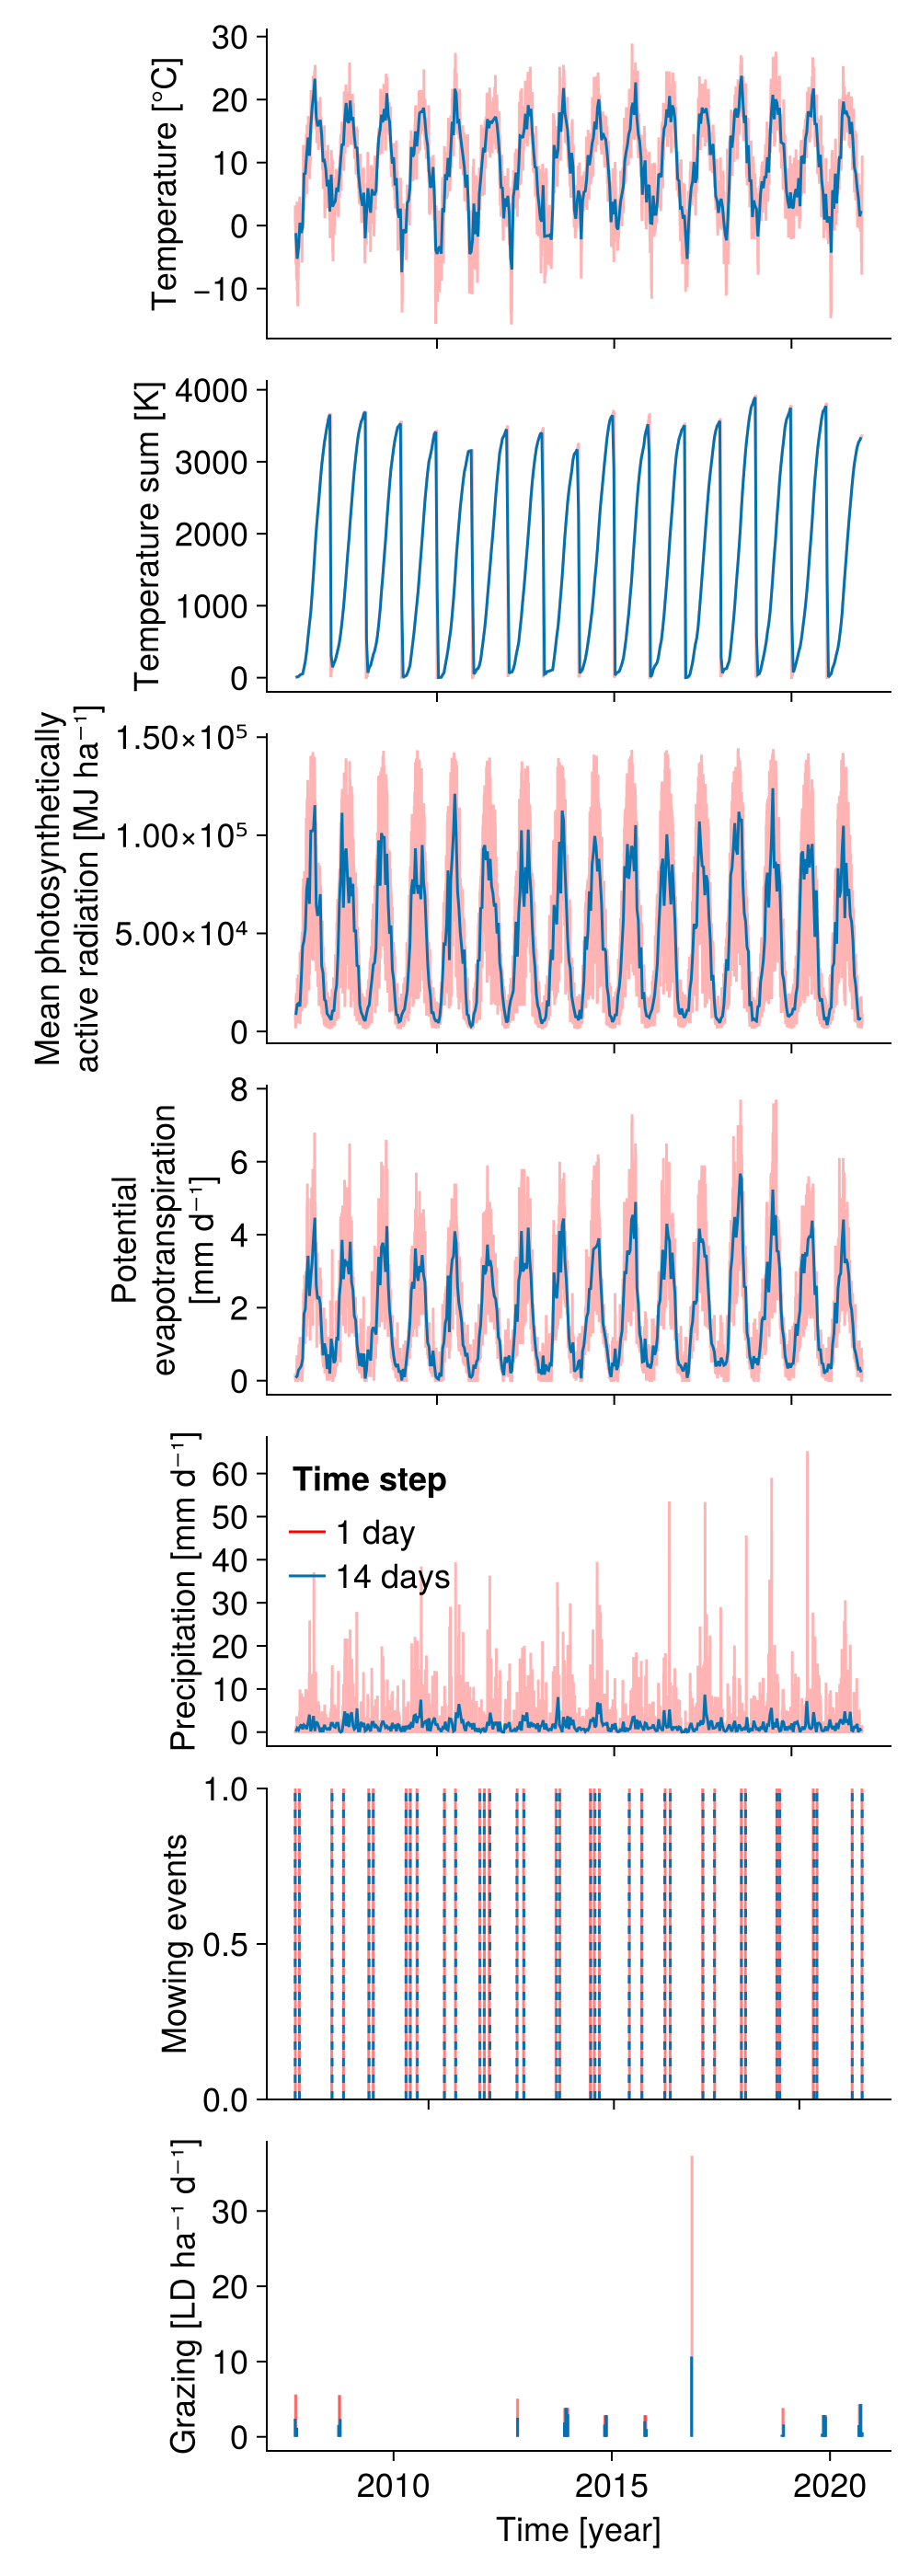 Temperature [°C]
30
20
10
0
−10
Temperature sum [K]
4000
3000
2000
1000
0
Mean photosynthetically
active radiation [MJ ha⁻¹]
1.50×10⁵
1.00×10⁵
5.00×10⁴
0
Potential
evapotranspiration
[mm d⁻¹]
8
6
4
2
0
Precipitation [mm d⁻¹]
60
50
40
30
20
10
0
Time step
1 day
14 days
Mowing events
1.0
0.5
0.0
Grazing [LD ha⁻¹ d⁻¹]
30
20
10
0
2010 2015 2020
Time [year]